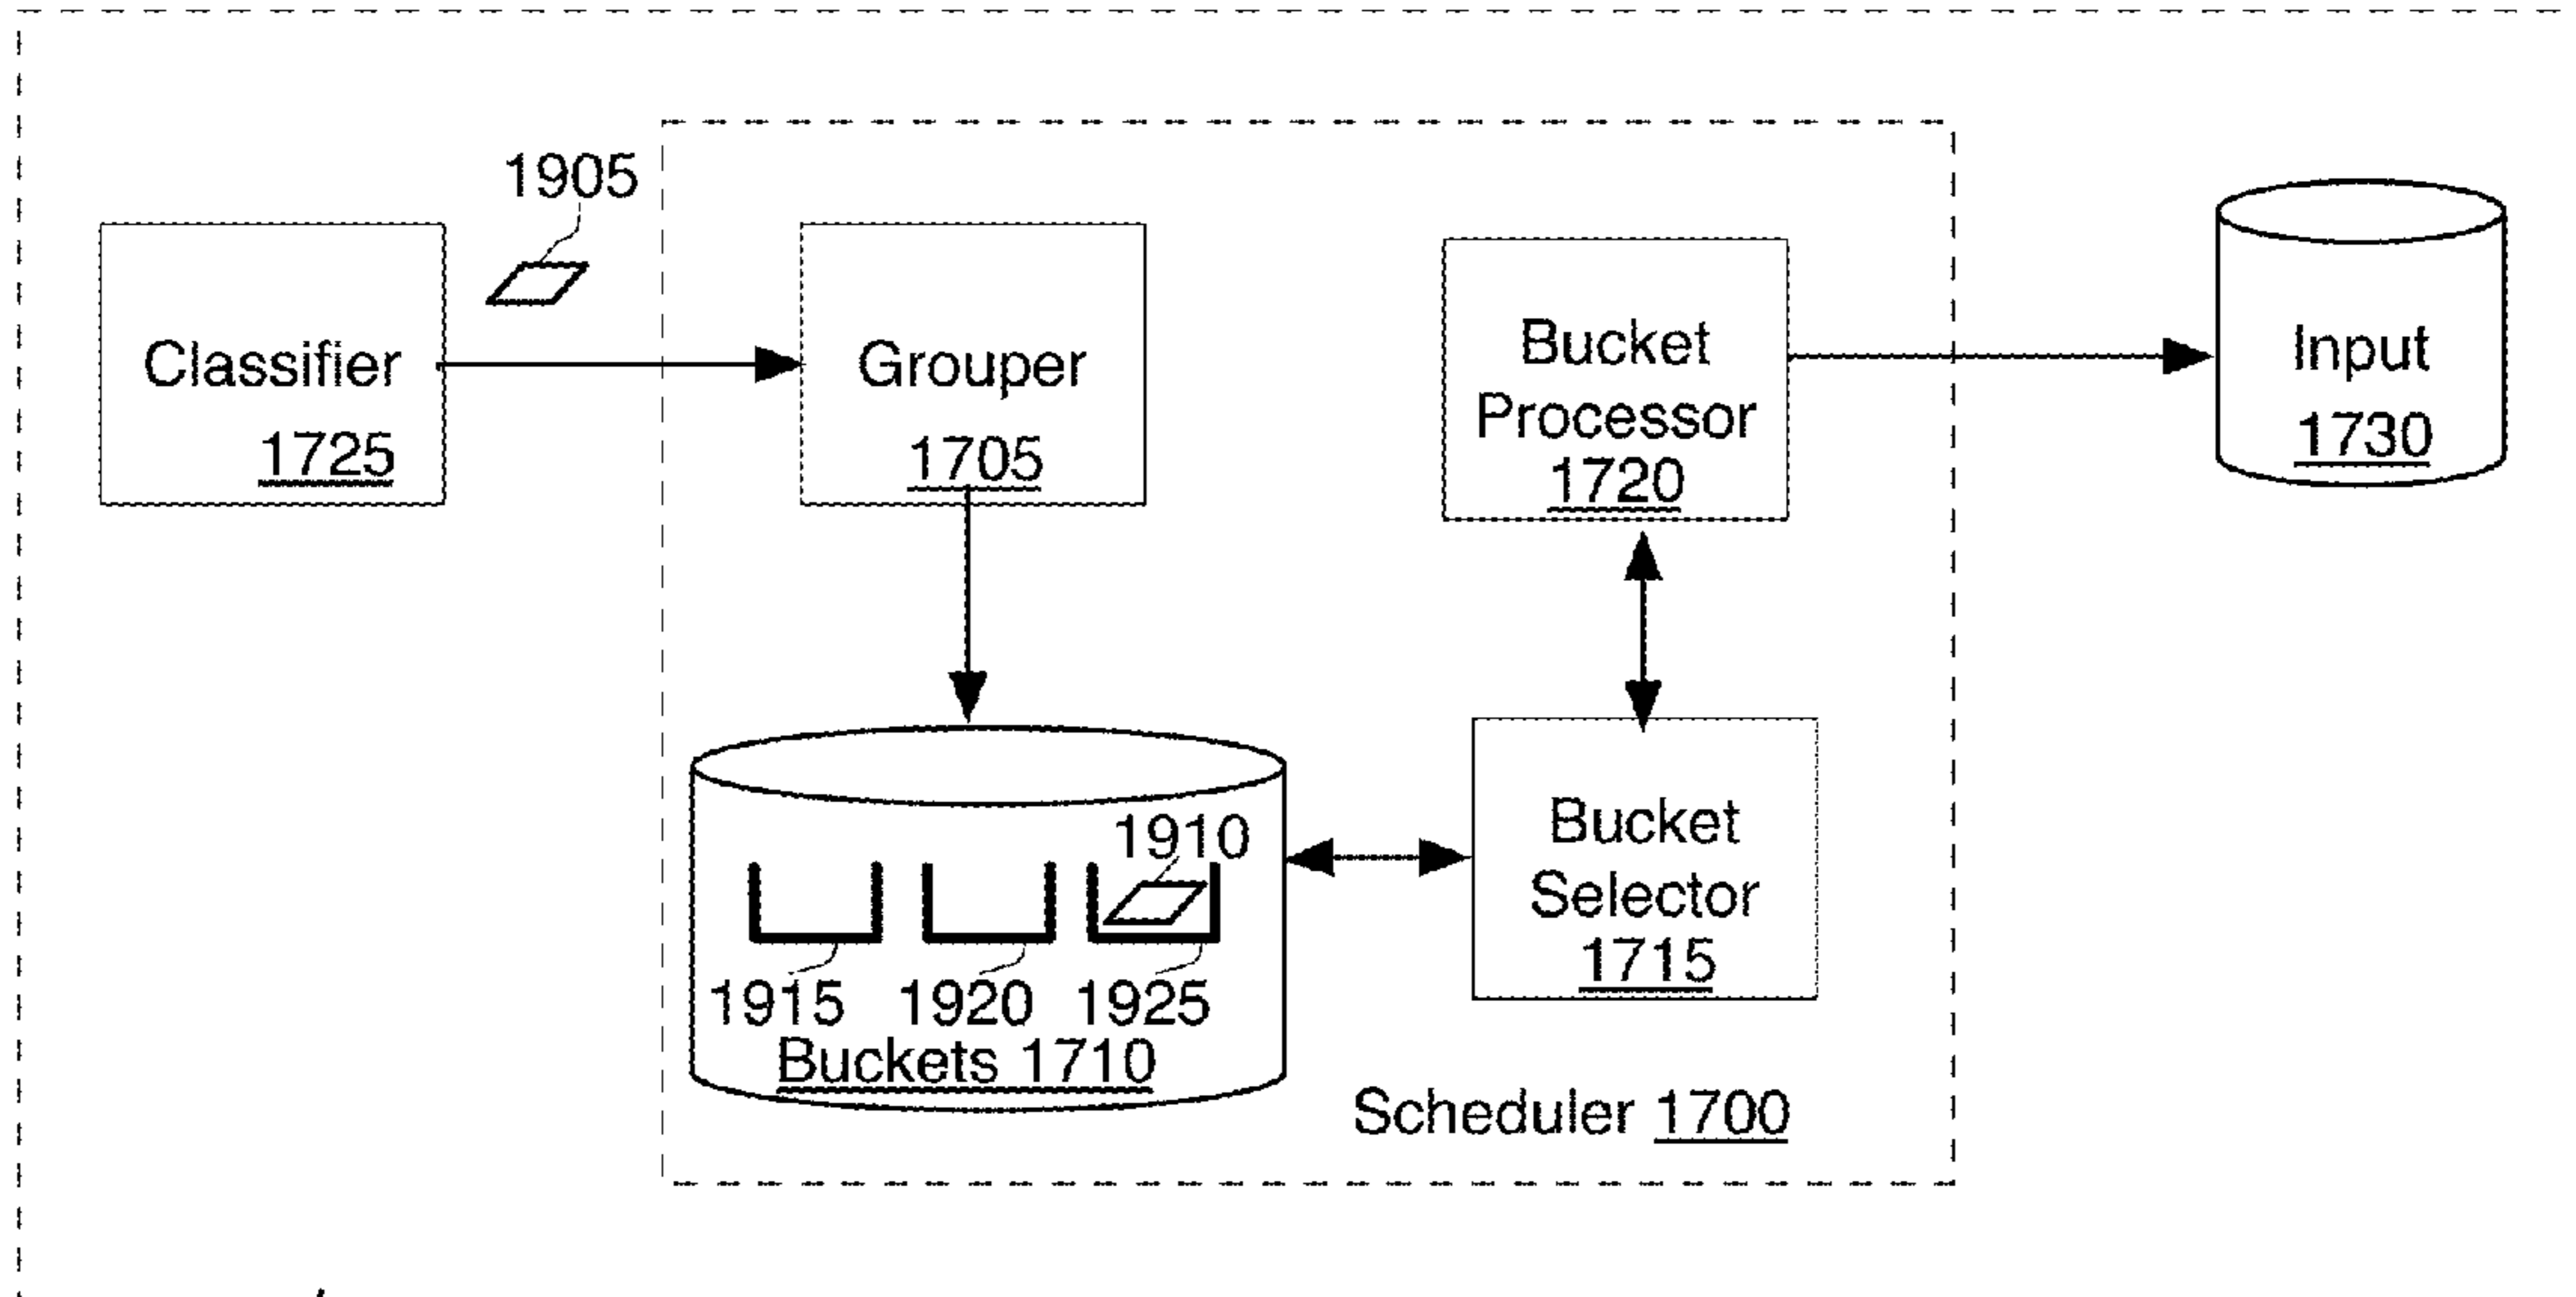 1905
Classifier
1725
Grouper
1705
Bucket
Processor
1720
Input
1730
1910
1915 1920 1925
Buckets 1710
Bucket
Selector
1715
Scheduler 1700